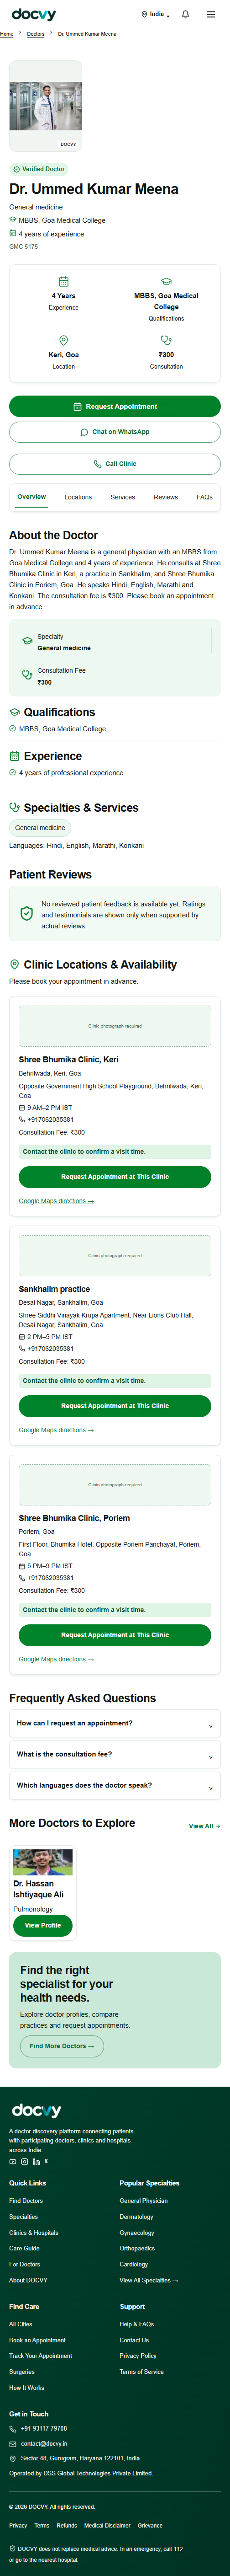 docvy
India
Home > Doctors > Dr. Ummed Kumar Meena
DOCVY
Verified Doctor
Dr. Ummed Kumar Meena
General medicine
MBBS, Goa Medical College
4 years of experience
GMC 5175
4 Years
Experience
MBBS, Goa Medical
College
Qualifications
Keri, Goa
Location
₹300
Consultation
Request Appointment
Chat on WhatsApp
Call Clinic
Overview Locations Services Reviews FAQs
About the Doctor
Dr. Ummed Kumar Meena is a general physician with an MBBS from
Goa Medical College and 4 years of experience. He consults at Shree
Bhumika Clinic in Keri, a practice in Sankhalim, and Shree Bhumika
Clinic in Poriem, Goa. He speaks Hindi, English, Marathi and
Konkani. The consultation fee is ₹300. Please book an appointment
in advance.
Specialty
General medicine
Consultation Fee
₹300
Qualifications
MBBS, Goa Medical College
Experience
4 years of professional experience
Specialties & Services
General medicine
Languages: Hindi, English, Marathi, Konkani
Patient Reviews
No reviewed patient feedback is available yet. Ratings
and testimonials are shown only when supported by
actual reviews.
Clinic Locations & Availability
Please book your appointment in advance.
Clinic photograph required
Shree Bhumika Clinic, Keri
Behrilwada, Keri, Goa
Opposite Government High School Playground, Behrilwada, Keri,
Goa
9 AM–2 PM IST
+917062035381
Consultation Fee: ₹300
Contact the clinic to confirm a visit time.
Request Appointment at This Clinic
Google Maps directions →
Clinic photograph required
Sankhalim practice
Desai Nagar, Sankhalim, Goa
Shree Siddhi Vinayak Krupa Apartment, Near Lions Club Hall,
Desai Nagar, Sankhalim, Goa
2 PM–5 PM IST
+917062035381
Consultation Fee: ₹300
Contact the clinic to confirm a visit time.
Request Appointment at This Clinic
Google Maps directions →
Clinic photograph required
Shree Bhumika Clinic, Poriem
Poriem, Goa
First Floor, Bhumika Hotel, Opposite Poriem Panchayat, Poriem,
Goa
5 PM–9 PM IST
+917062035381
Consultation Fee: ₹300
Contact the clinic to confirm a visit time.
Request Appointment at This Clinic
Google Maps directions →
Frequently Asked Questions
How can I request an appointment?
What is the consultation fee?
Which languages does the doctor speak?
More Doctors to Explore
View All →
Dr. Hassan
Ishtiyaque Ali
Pulmonology
View Profile
Find the right
specialist for your
health needs.
Explore doctor profiles, compare
practices and request appointments.
Find More Doctors →
docvy
A doctor discovery platform connecting patients
with participating doctors, clinics and hospitals
across India.
X
Quick Links
Find Doctors
Specialties
Clinics & Hospitals
Care Guide
For Doctors
About DOCVY
Popular Specialties
General Physician
Dermatology
Gynaecology
Orthopaedics
Cardiology
View All Specialties →
Find Care
All Cities
Book an Appointment
Track Your Appointment
Surgeries
How It Works
Support
Help & FAQs
Contact Us
Privacy Policy
Terms of Service
Get in Touch
+91 93117 79788
contact@docvy.in
Sector 48, Gurugram, Haryana 122101, India.
Operated by DSS Global Technologies Private Limited.
© 2026 DOCVY. All rights reserved.
Privacy Terms Refunds Medical Disclaimer Grievance
DOCVY does not replace medical advice. In an emergency, call 112
or go to the nearest hospital.